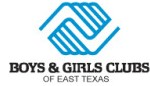 BOYS & GIRLS CLUBS
OF EAST TEXAS